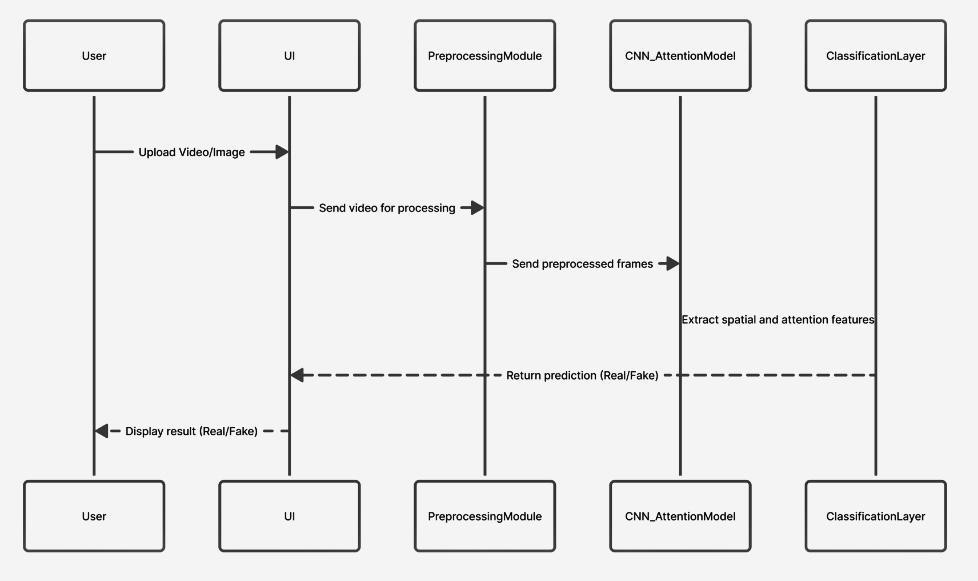 User
UI
PreprocessingModule
CNN_AttentionModel
ClassificationLayer
Upload Video/Image
Send video for processing
Send preprocessed frames
Extract spatial and attention features
Return prediction (Real/Fake)
Display result (Real/Fake)
User
UI
PreprocessingModule
CNN_AttentionModel
ClassificationLayer